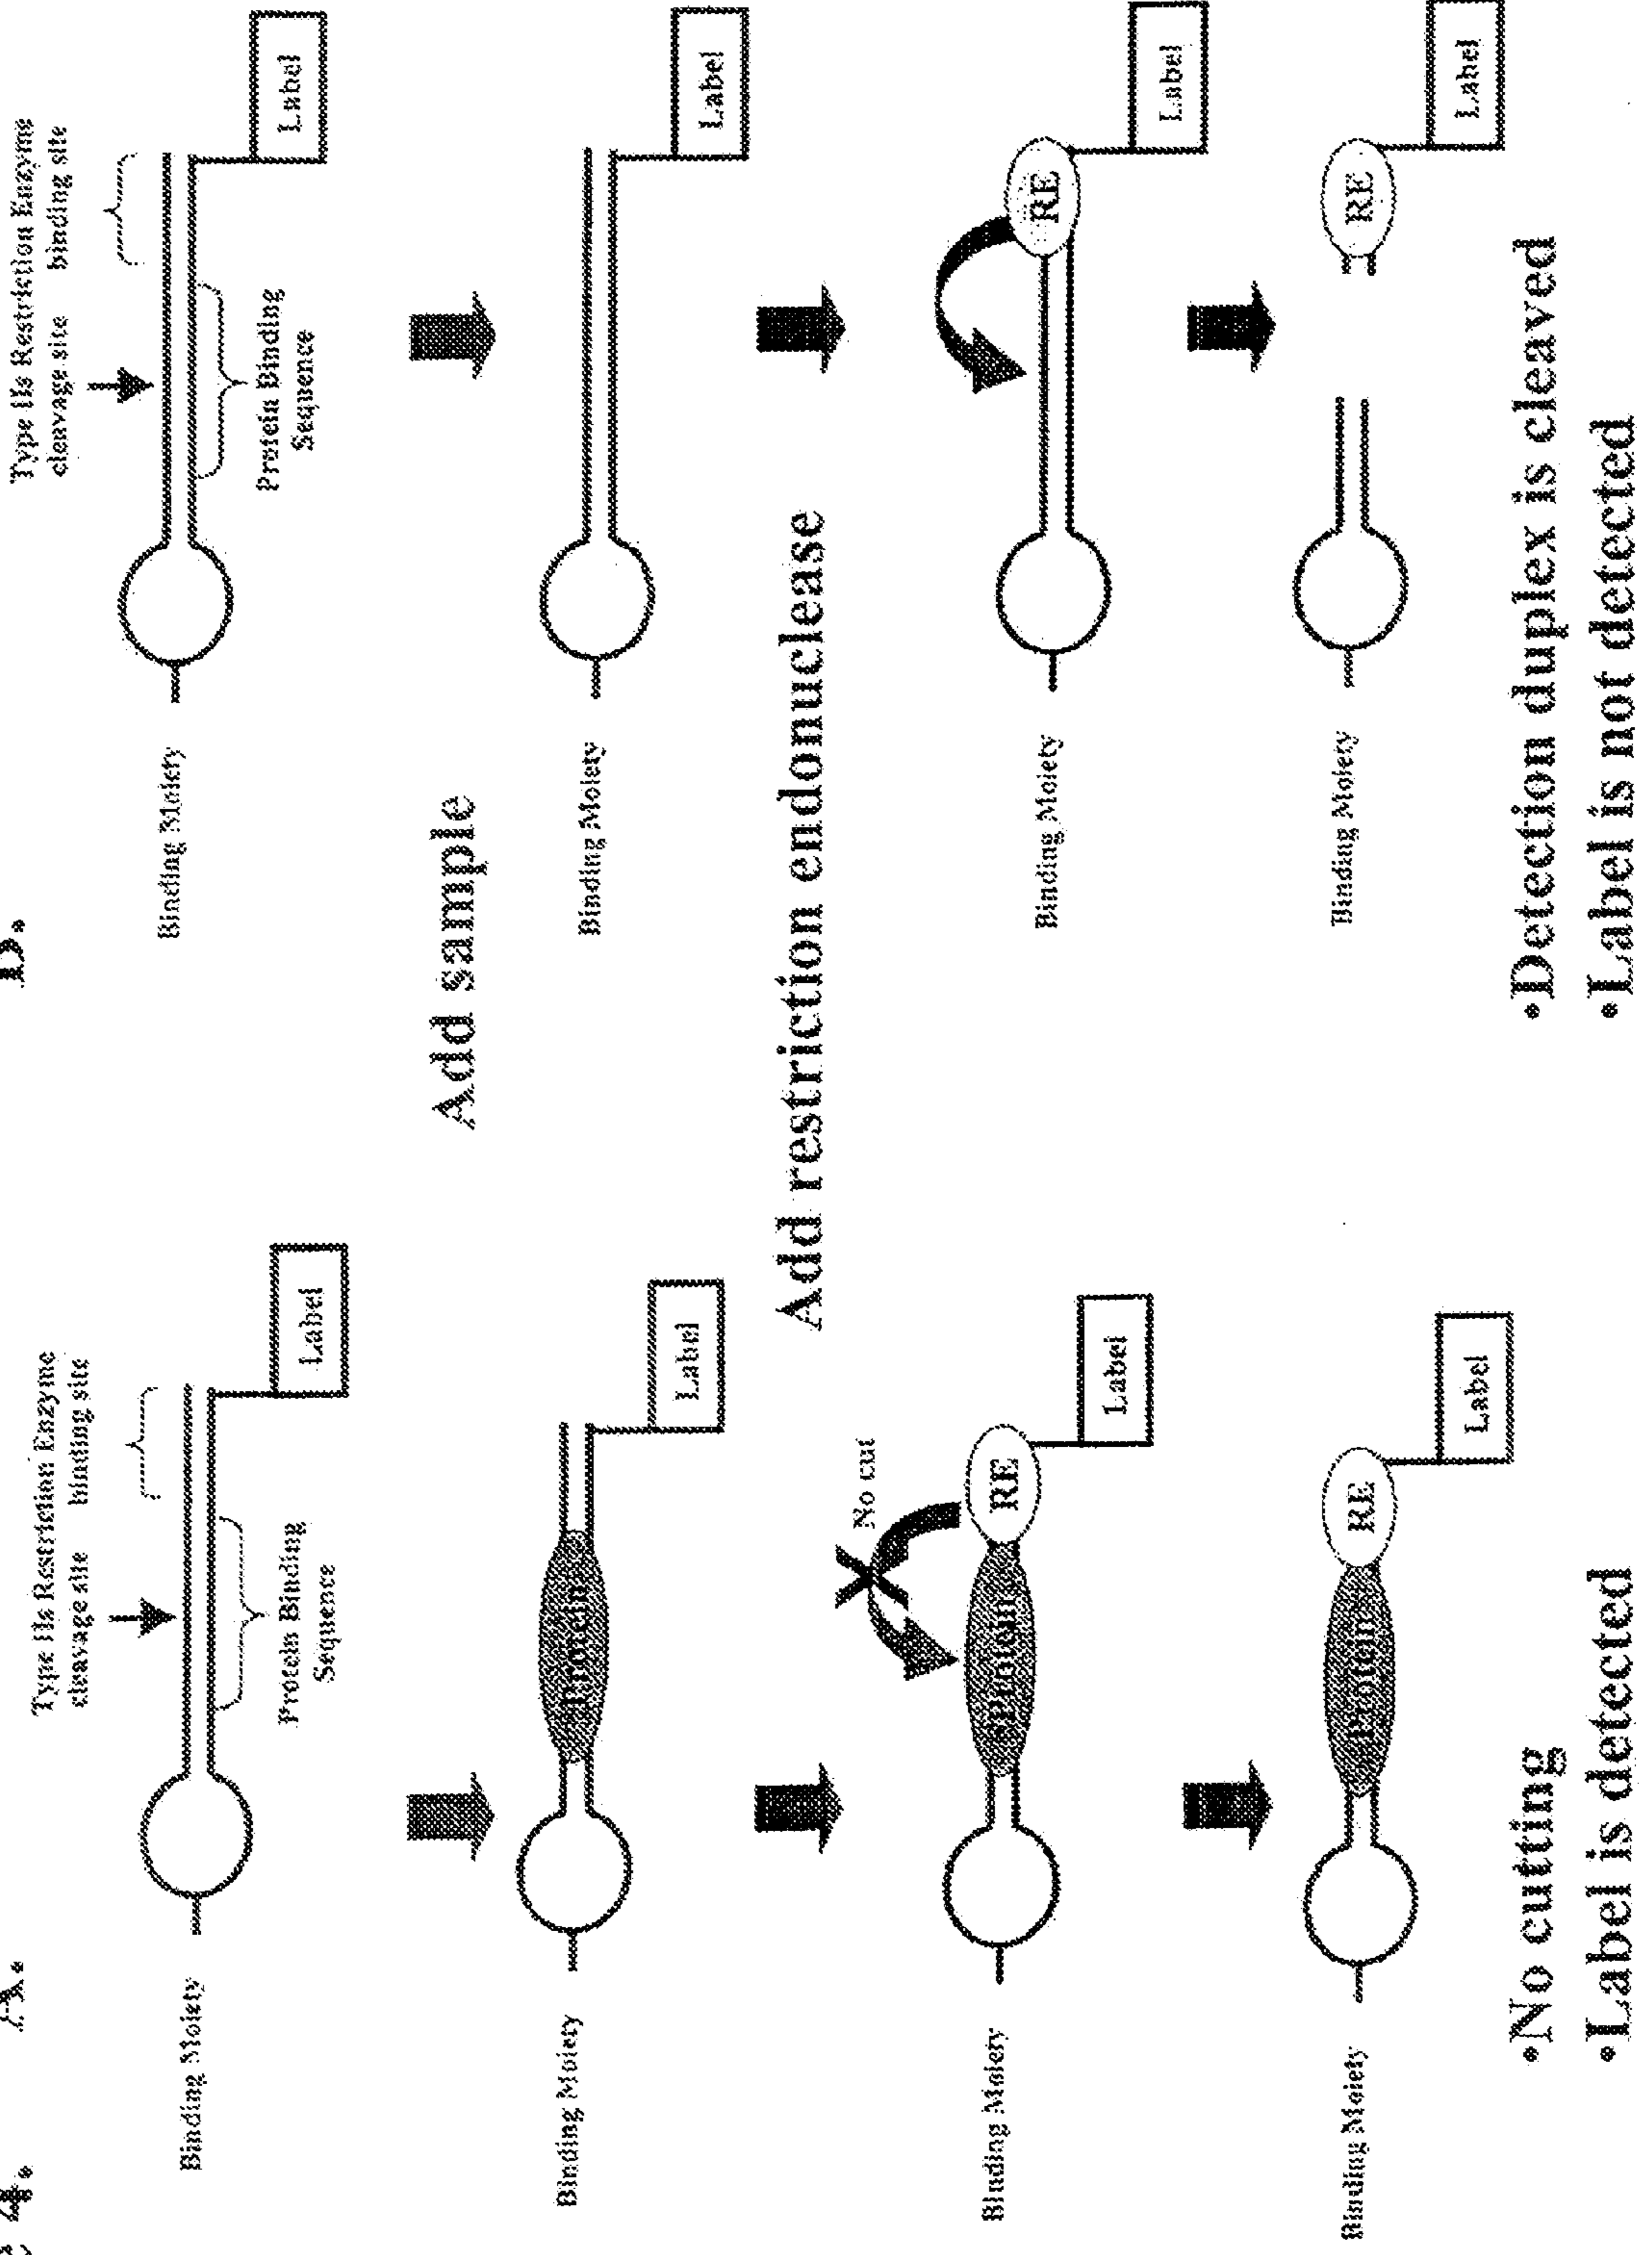 4.
A.
B.
Type IIs Restriction Enzyme
cleavage site binding site
Binding Moiety
Protein Binding
Sequence
Label
Type IIs Restriction Enzyme
cleavage site binding site
Binding Moiety
Protein Binding
Sequence
Label
Add sample
Binding Moiety
Protein
Label
Binding Moiety
Label
Add restriction endonuclease
No cut
Binding Moiety
Protein
RE
Label
Binding Moiety
RE
Label
Binding Moiety
Protein
RE
Label
Binding Moiety
RE
Label
•No cutting
•Label is detected
•Detection duplex is cleaved
•Label is not detected